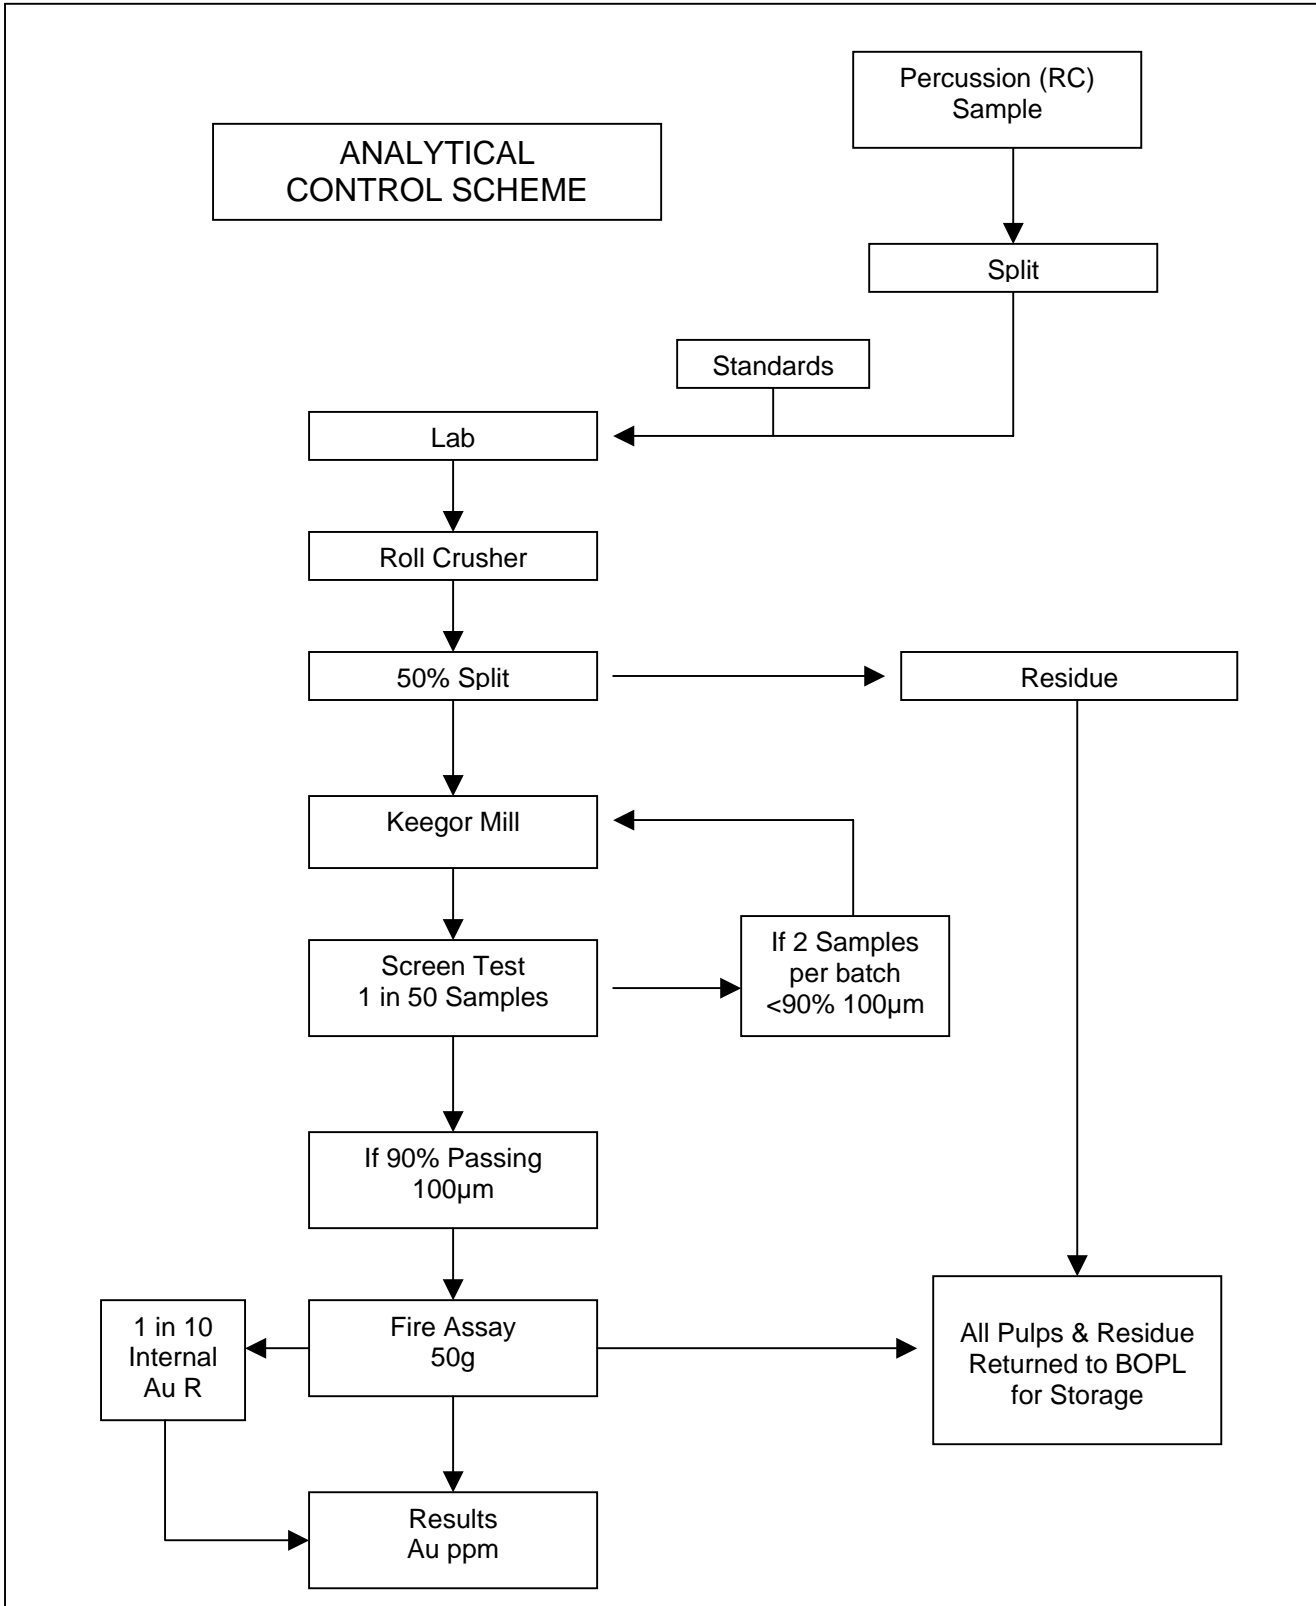 Percussion (RC)
Sample
ANALYTICAL
CONTROL SCHEME
Split
Standards
Lab
Roll Crusher
50% Split
Residue
Keegor Mill
If 2 Samples
per batch
<90% 100µm
Screen Test
1 in 50 Samples
If 90% Passing
100µm
1 in 10
Internal
Au R
Fire Assay
50g
All Pulps & Residue
Returned to BOPL
for Storage
Results
Au ppm